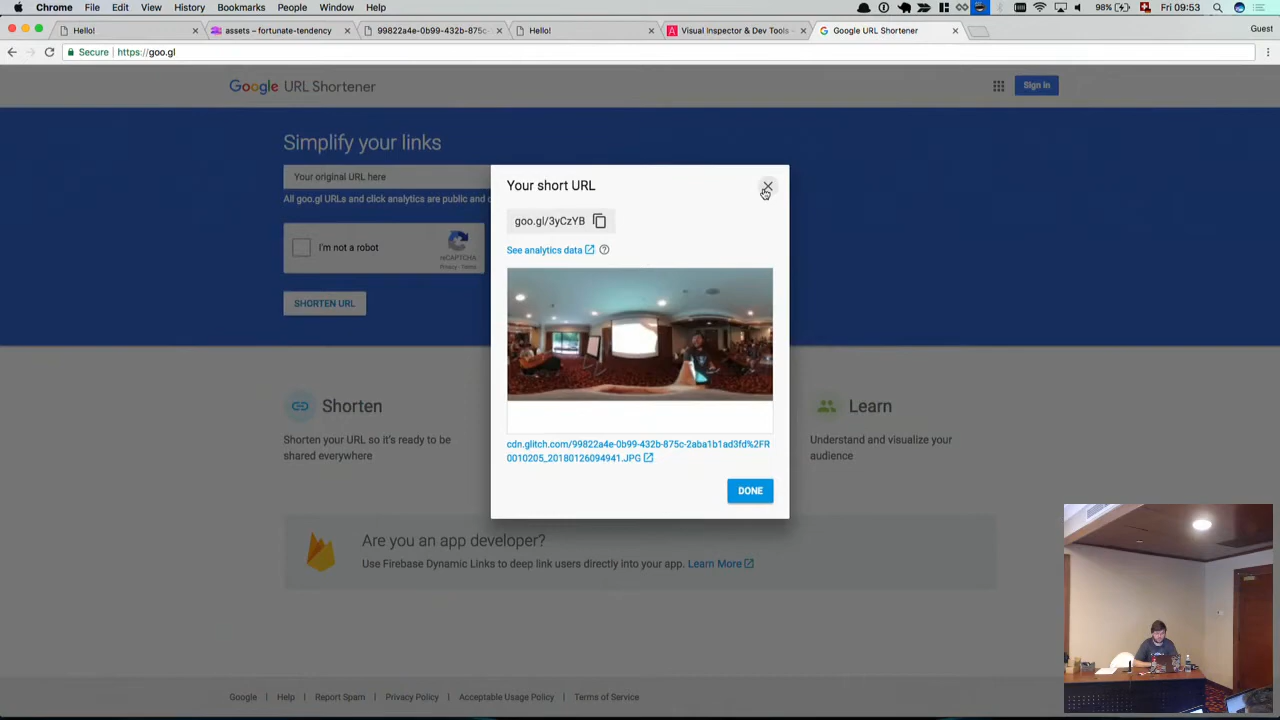 Chrome File Edit View History Bookmarks People Window Help
98% Fri 09:53
Hello!
assets – fortunate-tendency
99822a4e-0b99-432b-875c-
Hello!
Visual Inspector & Dev Tools -
Google URL Shortener
Guest
Secure https://goo.gl
Google URL Shortener
Sign in
Simplify your links
Your original URL here
All goo.gl URLs and click analytics are public and c
I'm not a robot
reCAPTCHA
Privacy - Terms
SHORTEN URL
Your short URL
goo.gl/3yCzYB
See analytics data
cdn.glitch.com/99822a4e-0b99-432b-875c-2aba1b1ad3fd%2FR
0010205_20180126094941.JPG
DONE
Shorten
Shorten your URL so it's ready to be
shared everywhere
Learn
Understand and visualize your
audience
Are you an app developer?
Use Firebase Dynamic Links to deep link users directly into your app. Learn More
Google | Help | Report Spam | Privacy Policy | Acceptable Usage Policy | Terms of Service